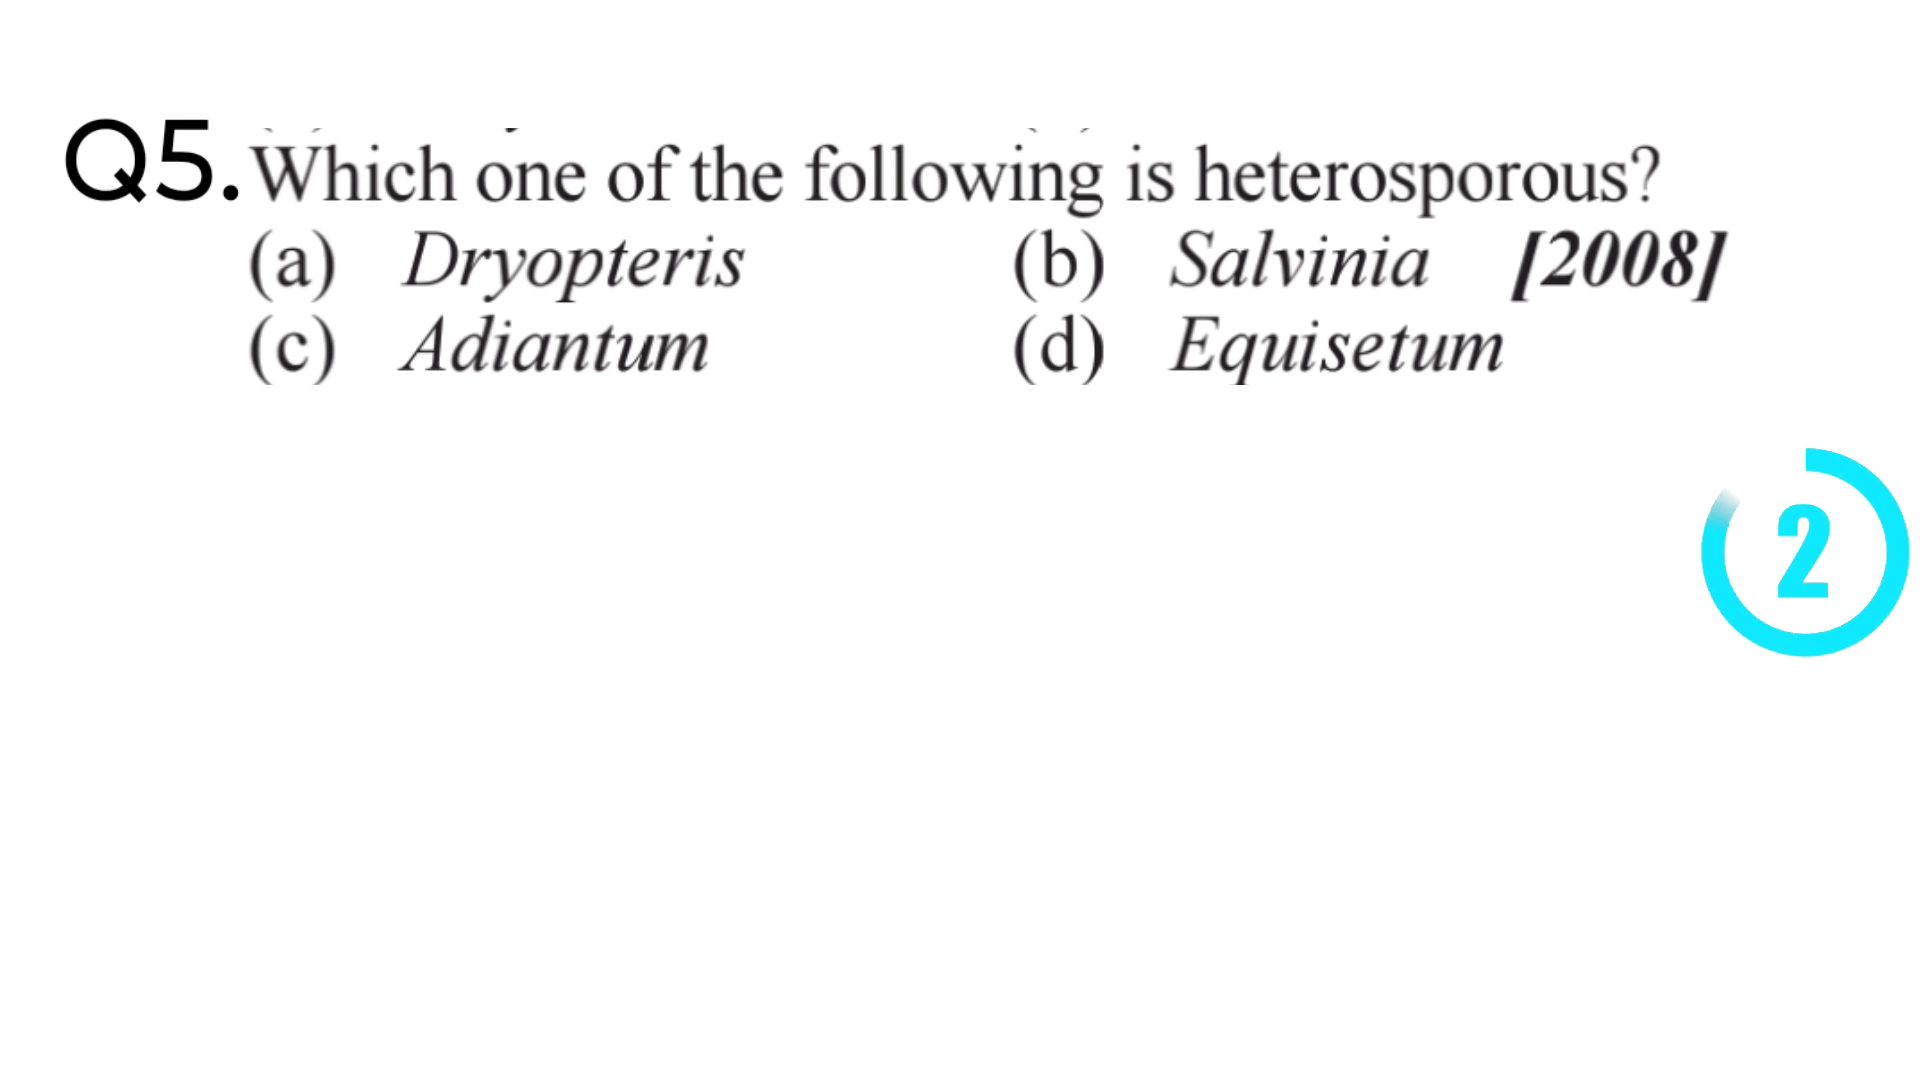 Q5. Which one of the following is heterosporous?
(a) Dryopteris (b) Salvinia [2008]
(c) Adiantum (d) Equisetum
2